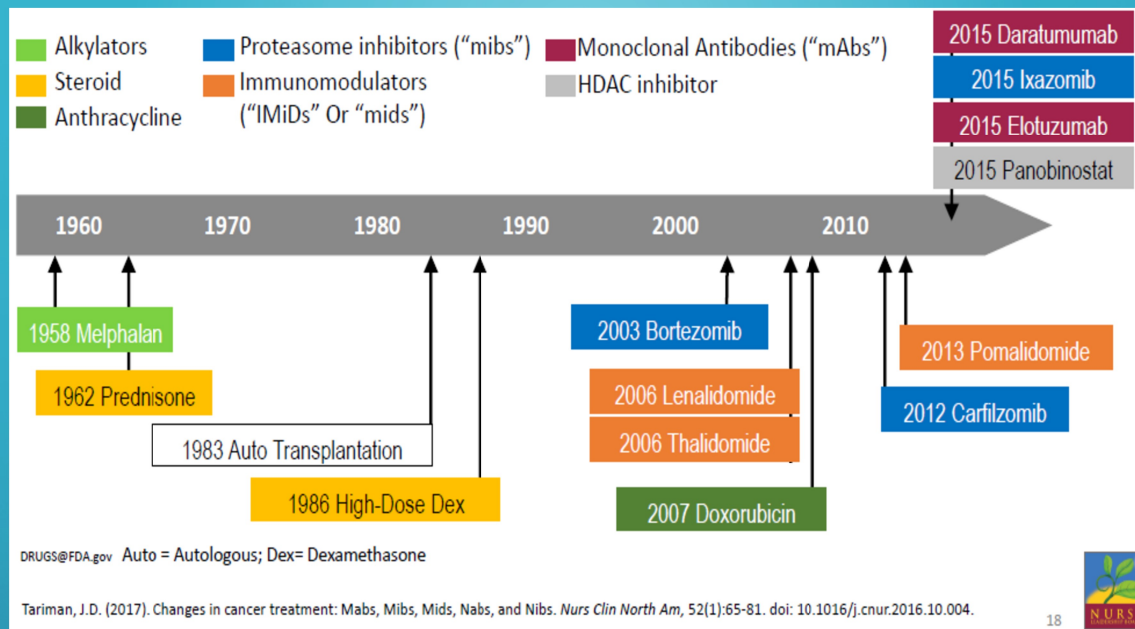 Alkylators
Steroid
Anthracycline
Proteasome inhibitors (“mibs”)
Immunomodulators
(“IMiDs” Or “mids”)
Monoclonal Antibodies (“mAbs”)
HDAC inhibitor
2015 Daratumumab
2015 Ixazomib
2015 Elotuzumab
2015 Panobinostat
1960 1970 1980 1990 2000 2010
1958 Melphalan
1962 Prednisone
1983 Auto Transplantation
1986 High-Dose Dex
2003 Bortezomib
2006 Lenalidomide
2006 Thalidomide
2007 Doxorubicin
2013 Pomalidomide
2012 Carfilzomib
DRUGS@FDA.gov Auto = Autologous; Dex= Dexamethasone
Tariman, J.D. (2017). Changes in cancer treatment: Mabs, Mibs, Mids, Nabs, and Nibs. Nurs Clin North Am, 52(1):65-81. doi: 10.1016/j.cnur.2016.10.004.
18
NURS